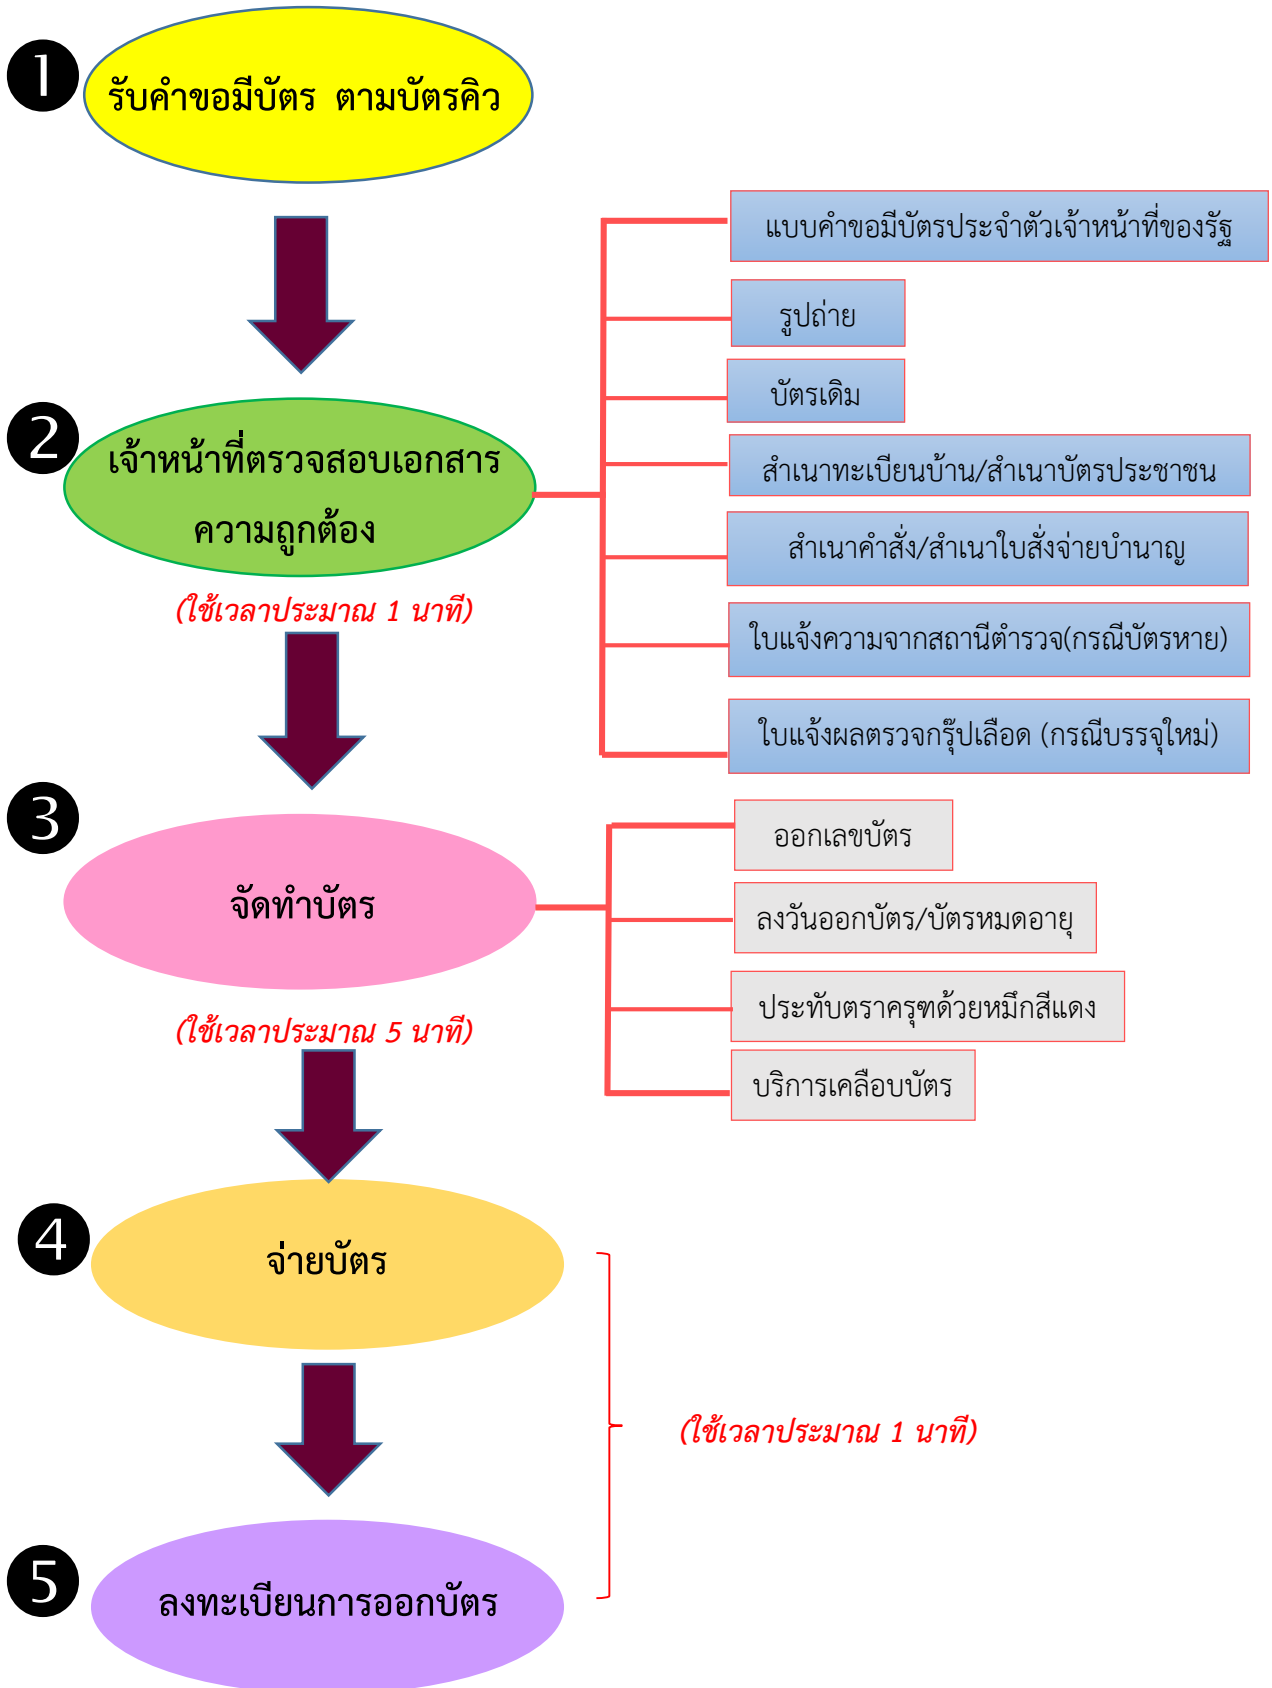 1
รับคำขอมีบัตร ตามบัตรคิว
แบบคำขอมีบัตรประจำตัวเจ้าหน้าที่ของรัฐ
รูปถ่าย
บัตรเดิม
2
เจ้าหน้าที่ตรวจสอบเอกสาร
ความถูกต้อง
(ใช้เวลาประมาณ 1 นาที)
สำเนาทะเบียนบ้าน/สำเนาบัตรประชาชน
สำเนาคำสั่ง/สำเนาใบสั่งจ่ายบำนาญ
ใบแจ้งความจากสถานีตำรวจ(กรณีบัตรหาย)
ใบแจ้งผลตรวจกรุ๊ปเลือด (กรณีบรรจุใหม่)
3
จัดทำบัตร
(ใช้เวลาประมาณ 5 นาที)
ออกเลขบัตร
ลงวันออกบัตร/บัตรหมดอายุ
ประทับตราครุฑด้วยหมึกสีแดง
บริการเคลือบบัตร
4
จ่ายบัตร
(ใช้เวลาประมาณ 1 นาที)
5
ลงทะเบียนการออกบัตร